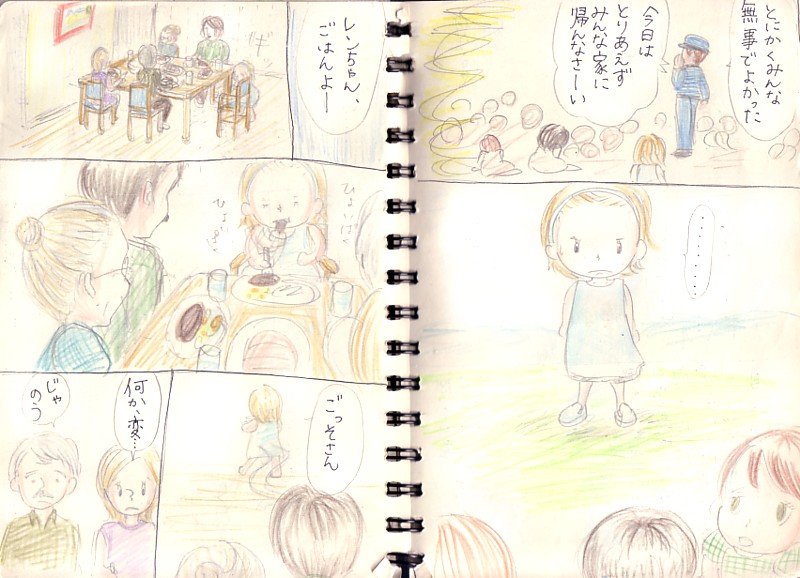 とにかくみんな
無事でよかった
今日は
とりあえず
みんな家に
帰んなさーい
・・・・・・・・
レンちゃん、
ごはんよー
ひょいぱく
ひょいぱく
ごっそさん
何か、変…
じゃ
のう